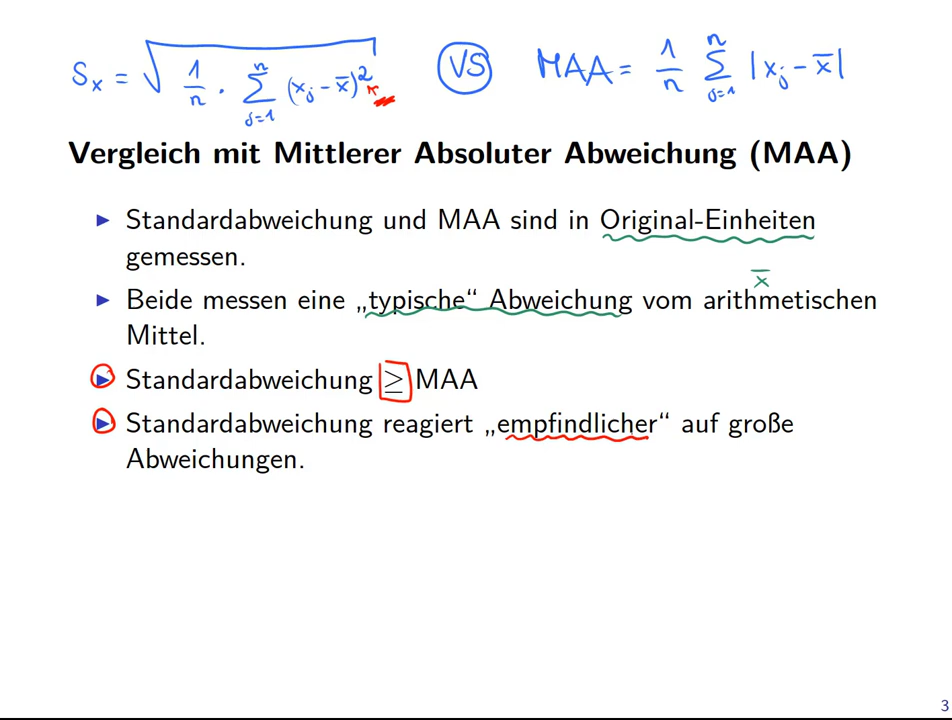 Sx = √ 1/n · n∑j=1 (xj − x̄)² VS MAA = 1/n n∑j=1 |xj − x̄|
Vergleich mit Mittlerer Absoluter Abweichung (MAA)
▶ Standardabweichung und MAA sind in Original-Einheiten
gemessen.
x̄
▶ Beide messen eine „typische“ Abweichung vom arithmetischen
Mittel.
▶ Standardabweichung ≥ MAA
▶ Standardabweichung reagiert „empfindlicher“ auf große
Abweichungen.
3